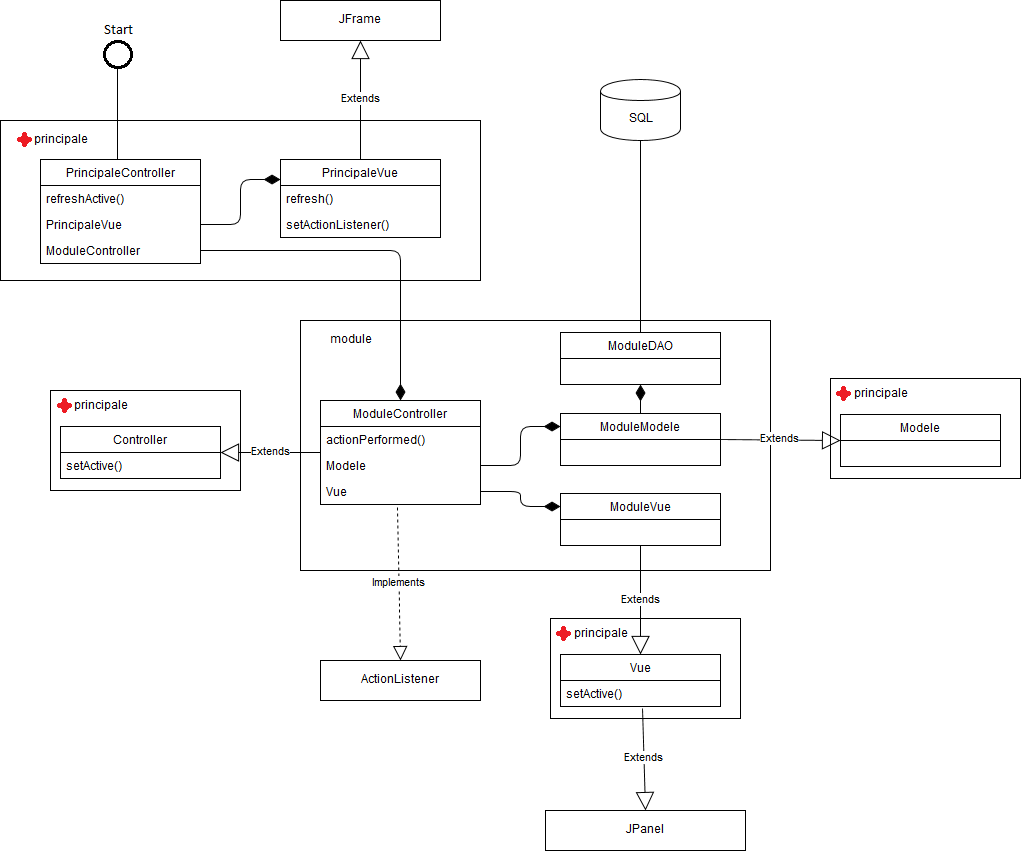 JFrame
Start
Extends
SQL
principale
PrincipaleController
refreshActive()
PrincipaleVue
ModuleController
PrincipaleVue
refresh()
setActionListener()
module
ModuleDAO
principale
Controller
setActive()
Extends
ModuleController
actionPerformed()
Modele
Vue
ModuleModele
Extends
principale
Modele
ModuleVue
Implements
Extends
principale
Vue
setActive()
ActionListener
Extends
JPanel